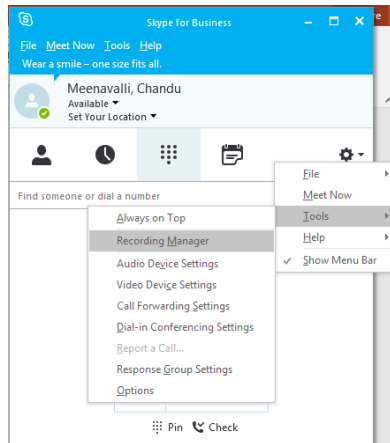 Skype for Business
File Meet Now Tools Help
Wear a smile – one size fits all.
Meenavalli, Chandu
Available
Set Your Location
File
Meet Now
Tools
Help
Show Menu Bar
Find someone or dial a number
Always on Top
Recording Manager
Audio Device Settings
Video Device Settings
Call Forwarding Settings
Dial-in Conferencing Settings
Report a Call...
Response Group Settings
Options
Pin Check